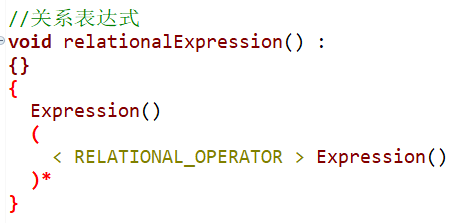 //关系表达式
void relationalExpression() :
{}
{
Expression()
(
< RELATIONAL_OPERATOR > Expression()
)*
}